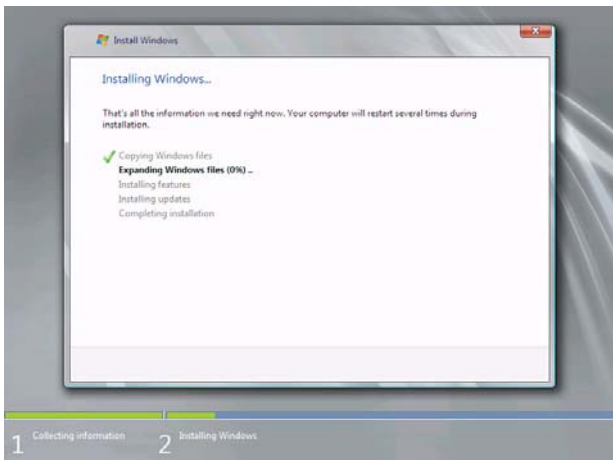 Install Windows
Installing Windows...
That's all the information we need right now. Your computer will restart several times during
installation.
Copying Windows files
Expanding Windows files (0%) ...
Installing features
Installing updates
Completing installation
1 Collecting information
2 Installing Windows